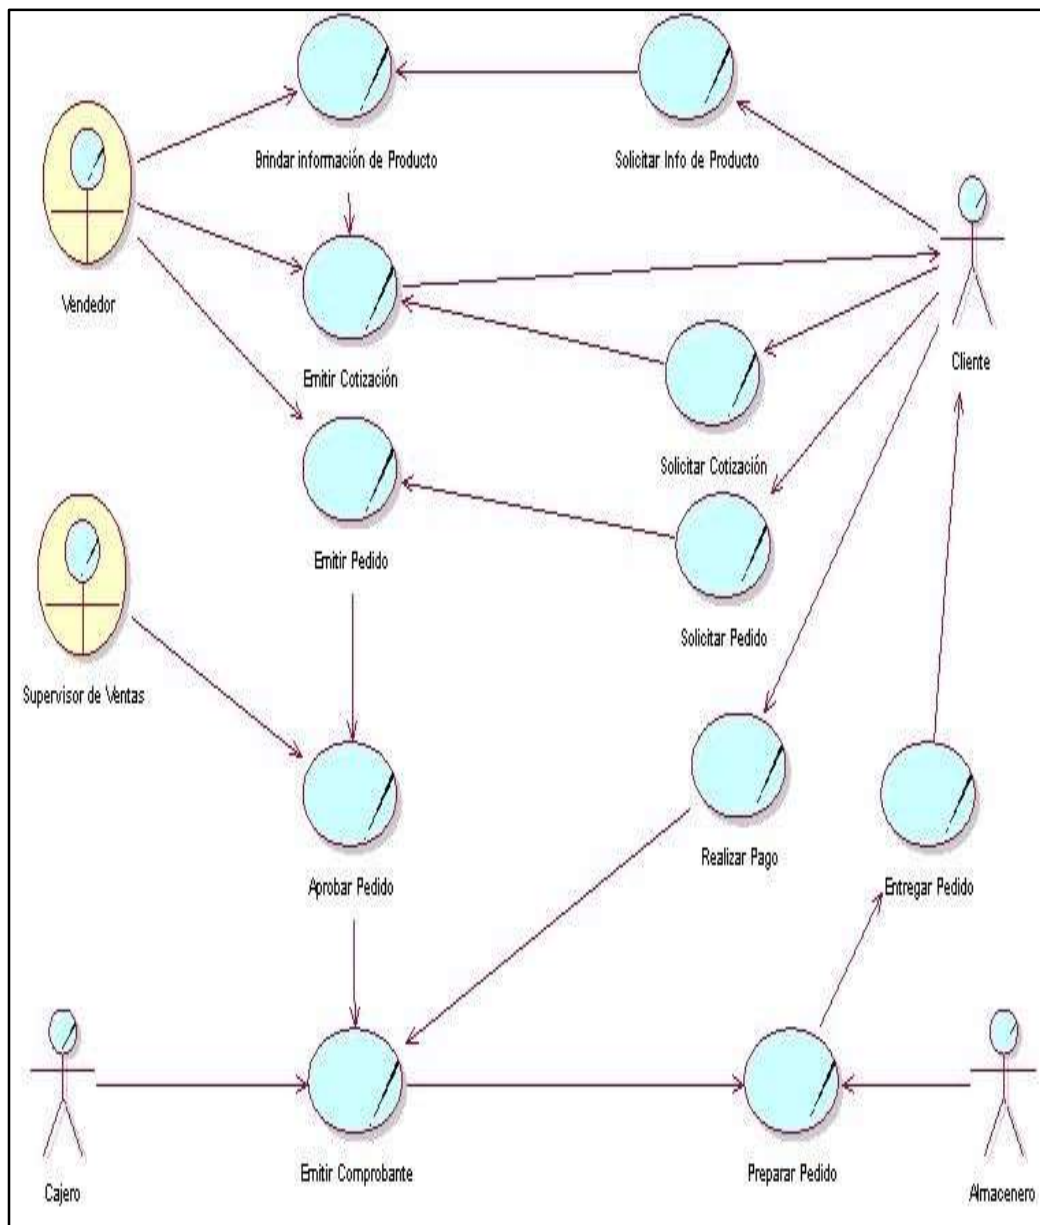 Brindar información de Producto
Solicitar Info de Producto
Vendedor
Cliente
Emitir Cotización
Solicitar Cotización
Emitir Pedido
Solicitar Pedido
Supervisor de Ventas
Realizar Pago
Aprobar Pedido
Entregar Pedido
Cajero
Emitir Comprobante
Preparar Pedido
Almacenero